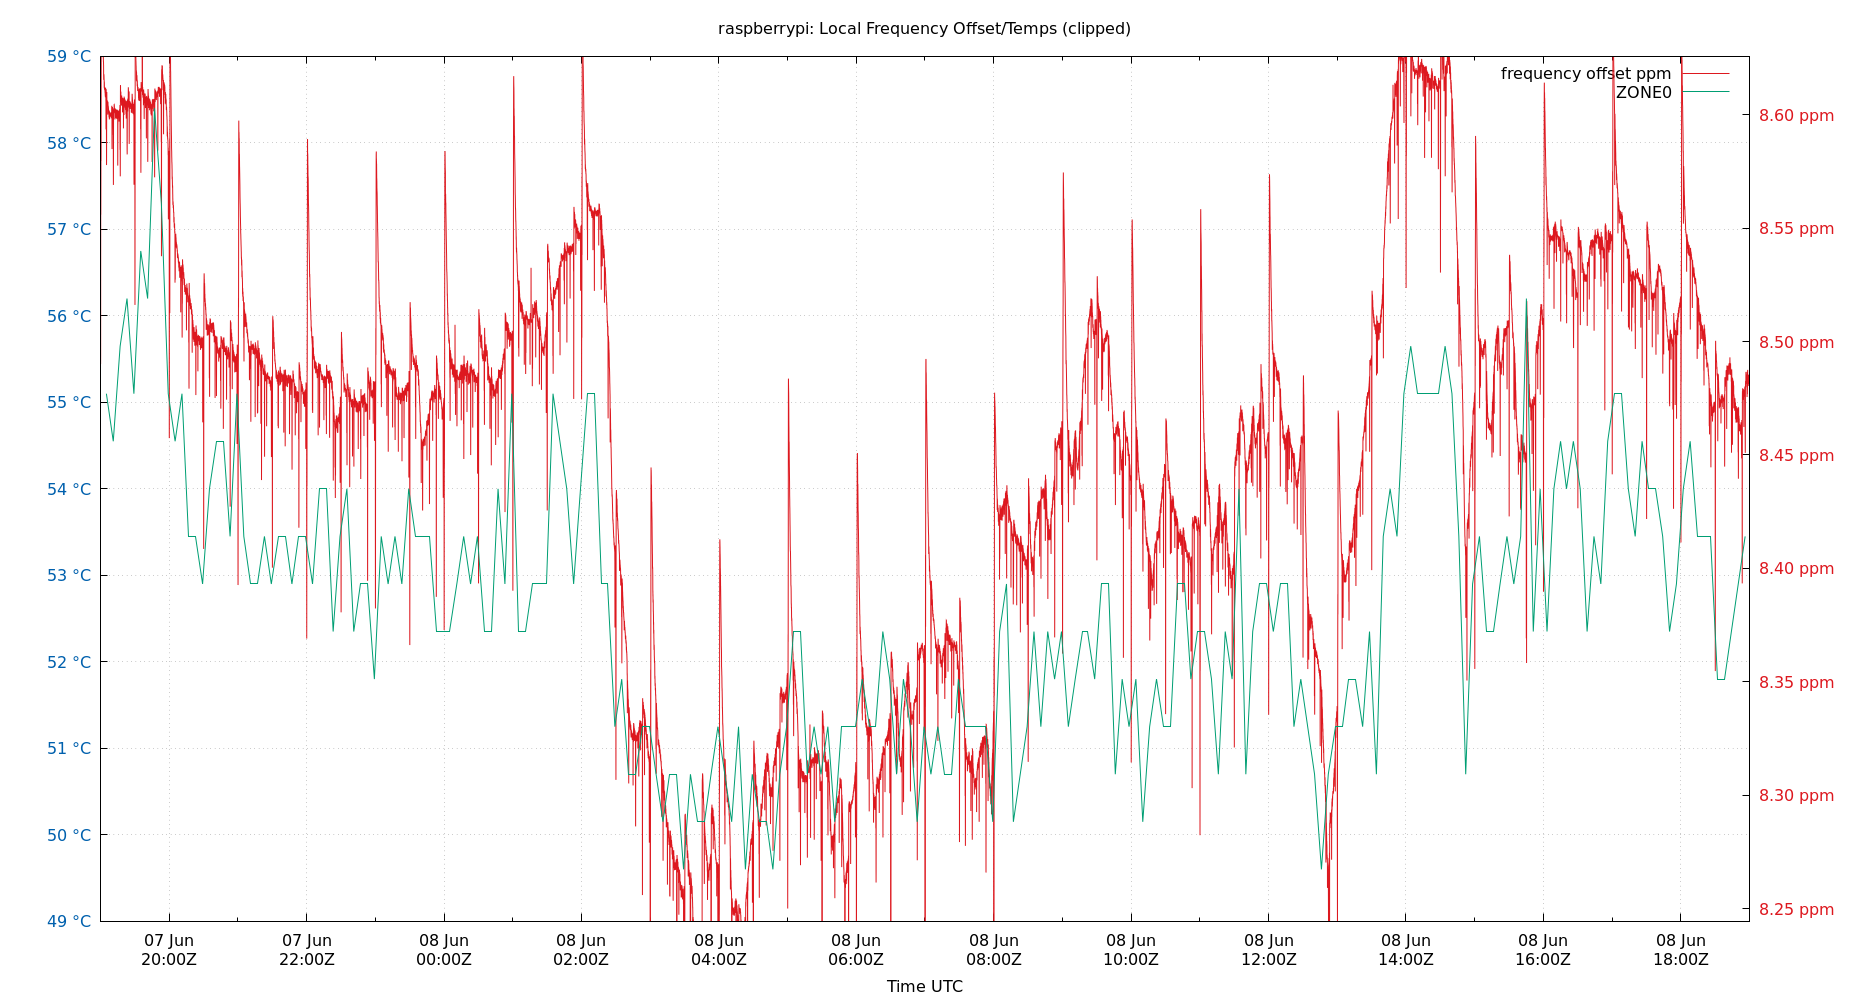 raspberrypi: Local Frequency Offset/Temps (clipped)
59 °C
58 °C
57 °C
56 °C
55 °C
54 °C
53 °C
52 °C
51 °C
50 °C
49 °C
frequency offset ppm
ZONE0
8.60 ppm
8.55 ppm
8.50 ppm
8.45 ppm
8.40 ppm
8.35 ppm
8.30 ppm
8.25 ppm
07 Jun
20:00Z
07 Jun
22:00Z
08 Jun
00:00Z
08 Jun
02:00Z
08 Jun
04:00Z
08 Jun
06:00Z
08 Jun
08:00Z
08 Jun
10:00Z
08 Jun
12:00Z
08 Jun
14:00Z
08 Jun
16:00Z
08 Jun
18:00Z
Time UTC